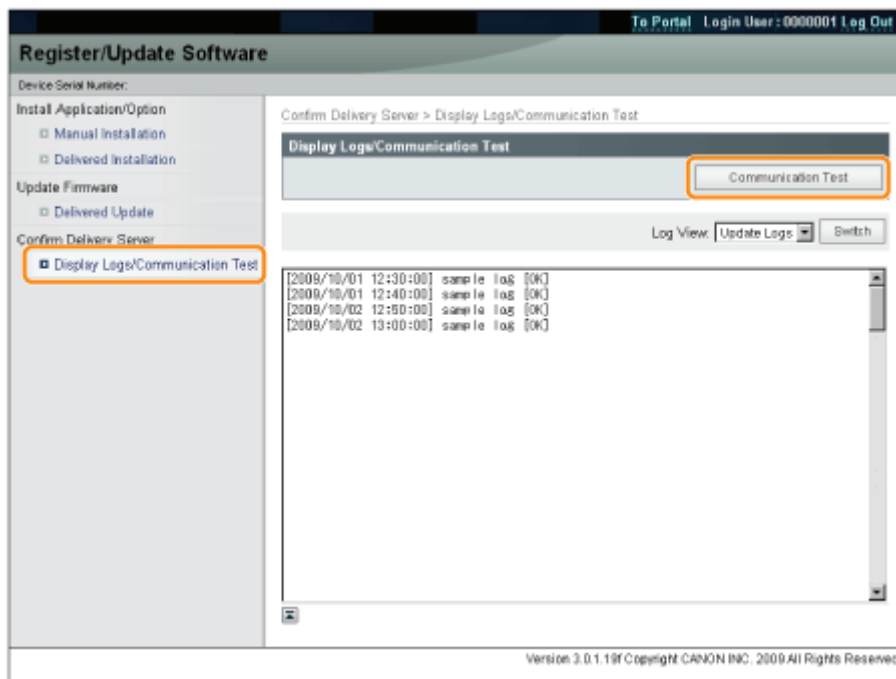 To Portal Login User : 0000001 Log Out
Register/Update Software
Device Serial Number:
Install Application/Option
Manual Installation
Delivered Installation
Update Firmware
Delivered Update
Confirm Delivery Server
Display Logs/Communication Test
Confirm Delivery Server > Display Logs/Communication Test
Display Logs/Communication Test
Communication Test
Log View: Update Logs Switch
[2009/10/01 12:30:00] sample log [OK]
[2009/10/01 12:40:00] sample log [OK]
[2009/10/02 12:50:00] sample log [OK]
[2009/10/02 13:00:00] sample log [OK]
Version 3.0.1.19f Copyright CANON INC. 2009 All Rights Reserved